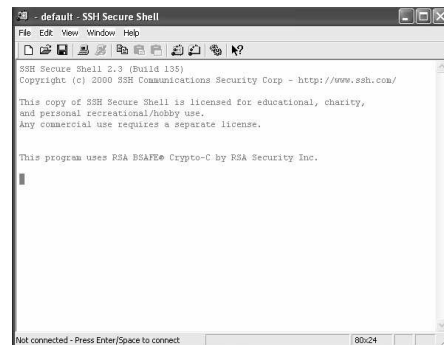 - default - SSH Secure Shell
File Edit View Window Help
SSH Secure Shell 2.3 (Build 135)
Copyright (c) 2000 SSH Communications Security Corp - http://www.ssh.com/
This copy of SSH Secure Shell is licensed for educational, charity,
and personal recreational/hobby use.
Any commercial use requires a separate license.
This program uses RSA BSAFE® Crypto-C by RSA Security Inc.
Not connected - Press Enter/Space to connect 80x24